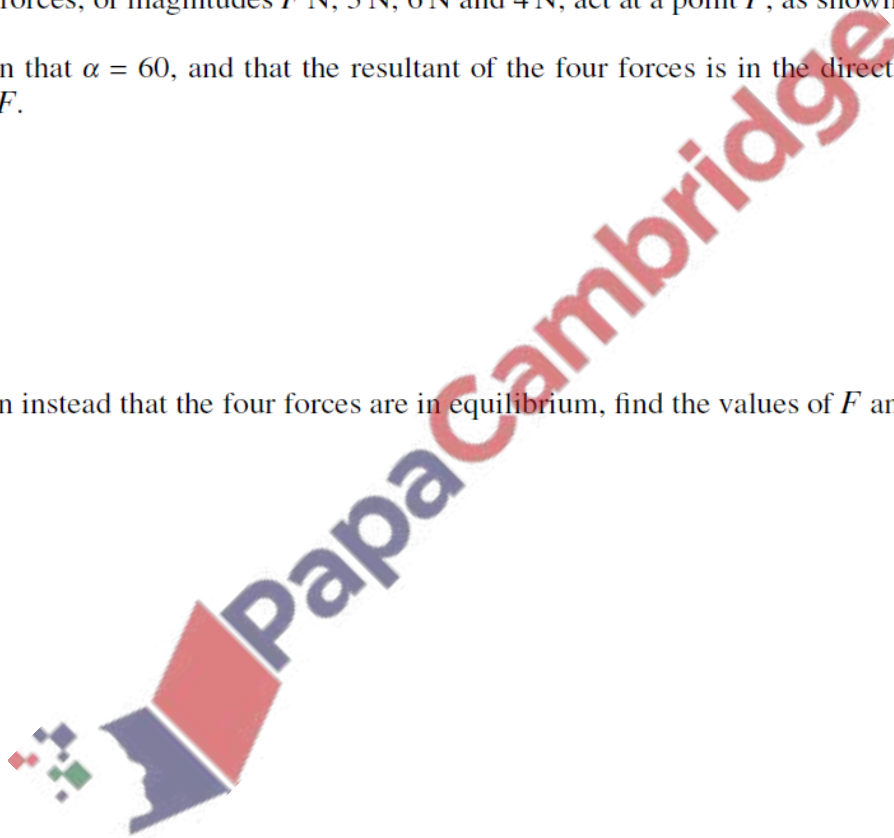 forces, of magnitudes F N, 5 N, 6 N and 4 N, act at a point P, as shown
n that α = 60, and that the resultant of the four forces is in the direct
F.
n instead that the four forces are in equilibrium, find the values of F an
PapaCambridge